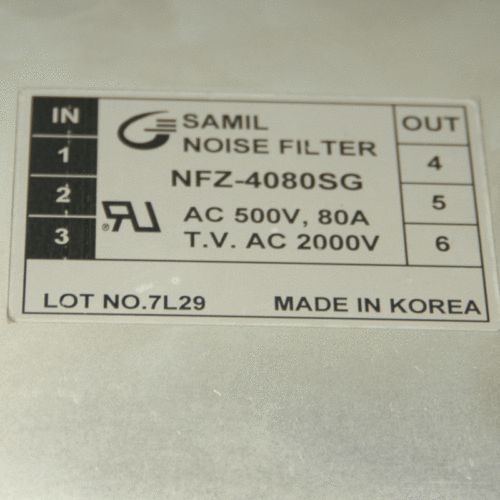 IN
1
2
3
SAMIL
NOISE FILTER
NFZ-4080SG
AC 500V, 80A
T.V. AC 2000V
RU
®
OUT
4
5
6
LOT NO.7L29
MADE IN KOREA